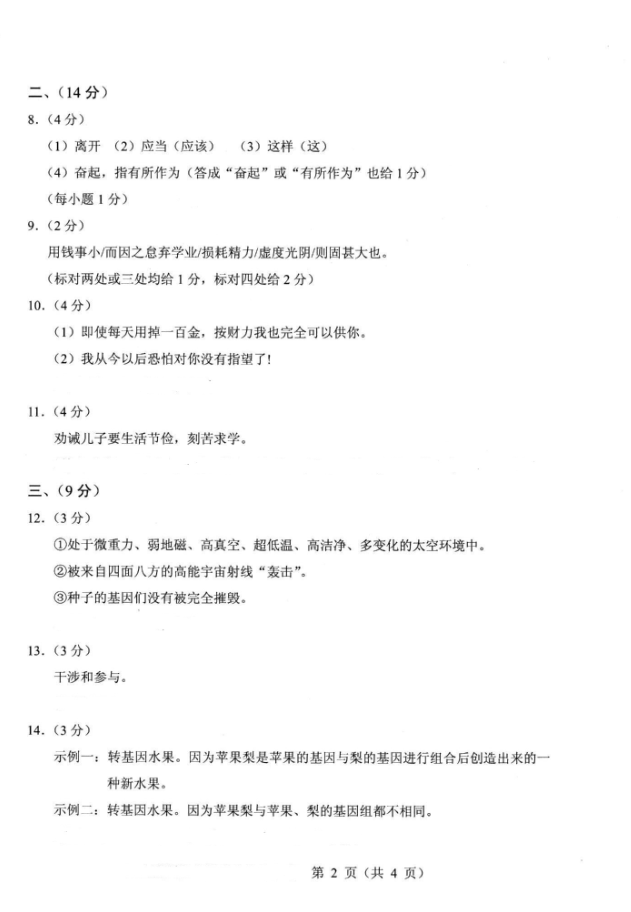 二、（14 分）
8．（4 分）
（1）离开 （2）应当（应该） （3）这样（这）
（4）奋起，指有所作为（答成“奋起”或“有所作为”也给 1 分）
（每小题 1 分）
9．（2 分）
用钱事小/而因之怠弃学业/损耗精力/虚度光阴/则固甚大也。
（标对两处或三处均给 1 分，标对四处给 2 分）
10．（4 分）
（1）即使每天用掉一百金，按财力我也完全可以供你。
（2）我从今以后恐怕对你没有指望了!
11．（4 分）
劝诫儿子要生活节俭，刻苦求学。
三、（9 分）
12．（3 分）
①处于微重力、弱地磁、高真空、超低温、高洁净、多变化的太空环境中。
②被来自四面八方的高能宇宙射线“轰击”。
③种子的基因们没有被完全摧毁。
13．（3 分）
干涉和参与。
14．（3 分）
示例一：转基因水果。因为苹果梨是苹果的基因与梨的基因进行组合后创造出来的一
种新水果。
示例二：转基因水果。因为苹果梨与苹果、梨的基因组都不相同。
第 2 页（共 4 页）